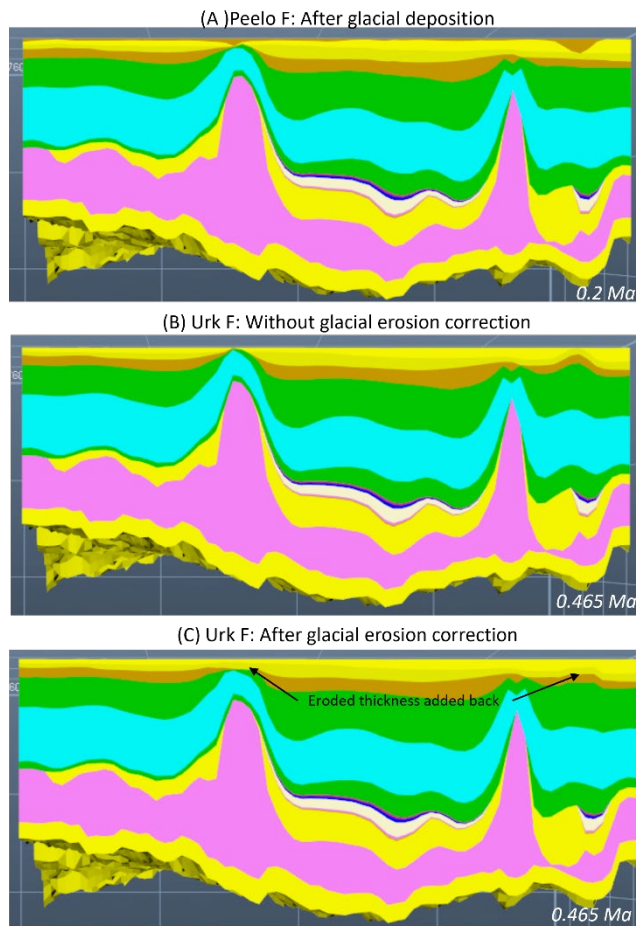 (A )Peelo F: After glacial deposition
760
0.2 Ma
(B) Urk F: Without glacial erosion correction
0.465 Ma
(C) Urk F: After glacial erosion correction
Eroded thickness added back
0.465 Ma